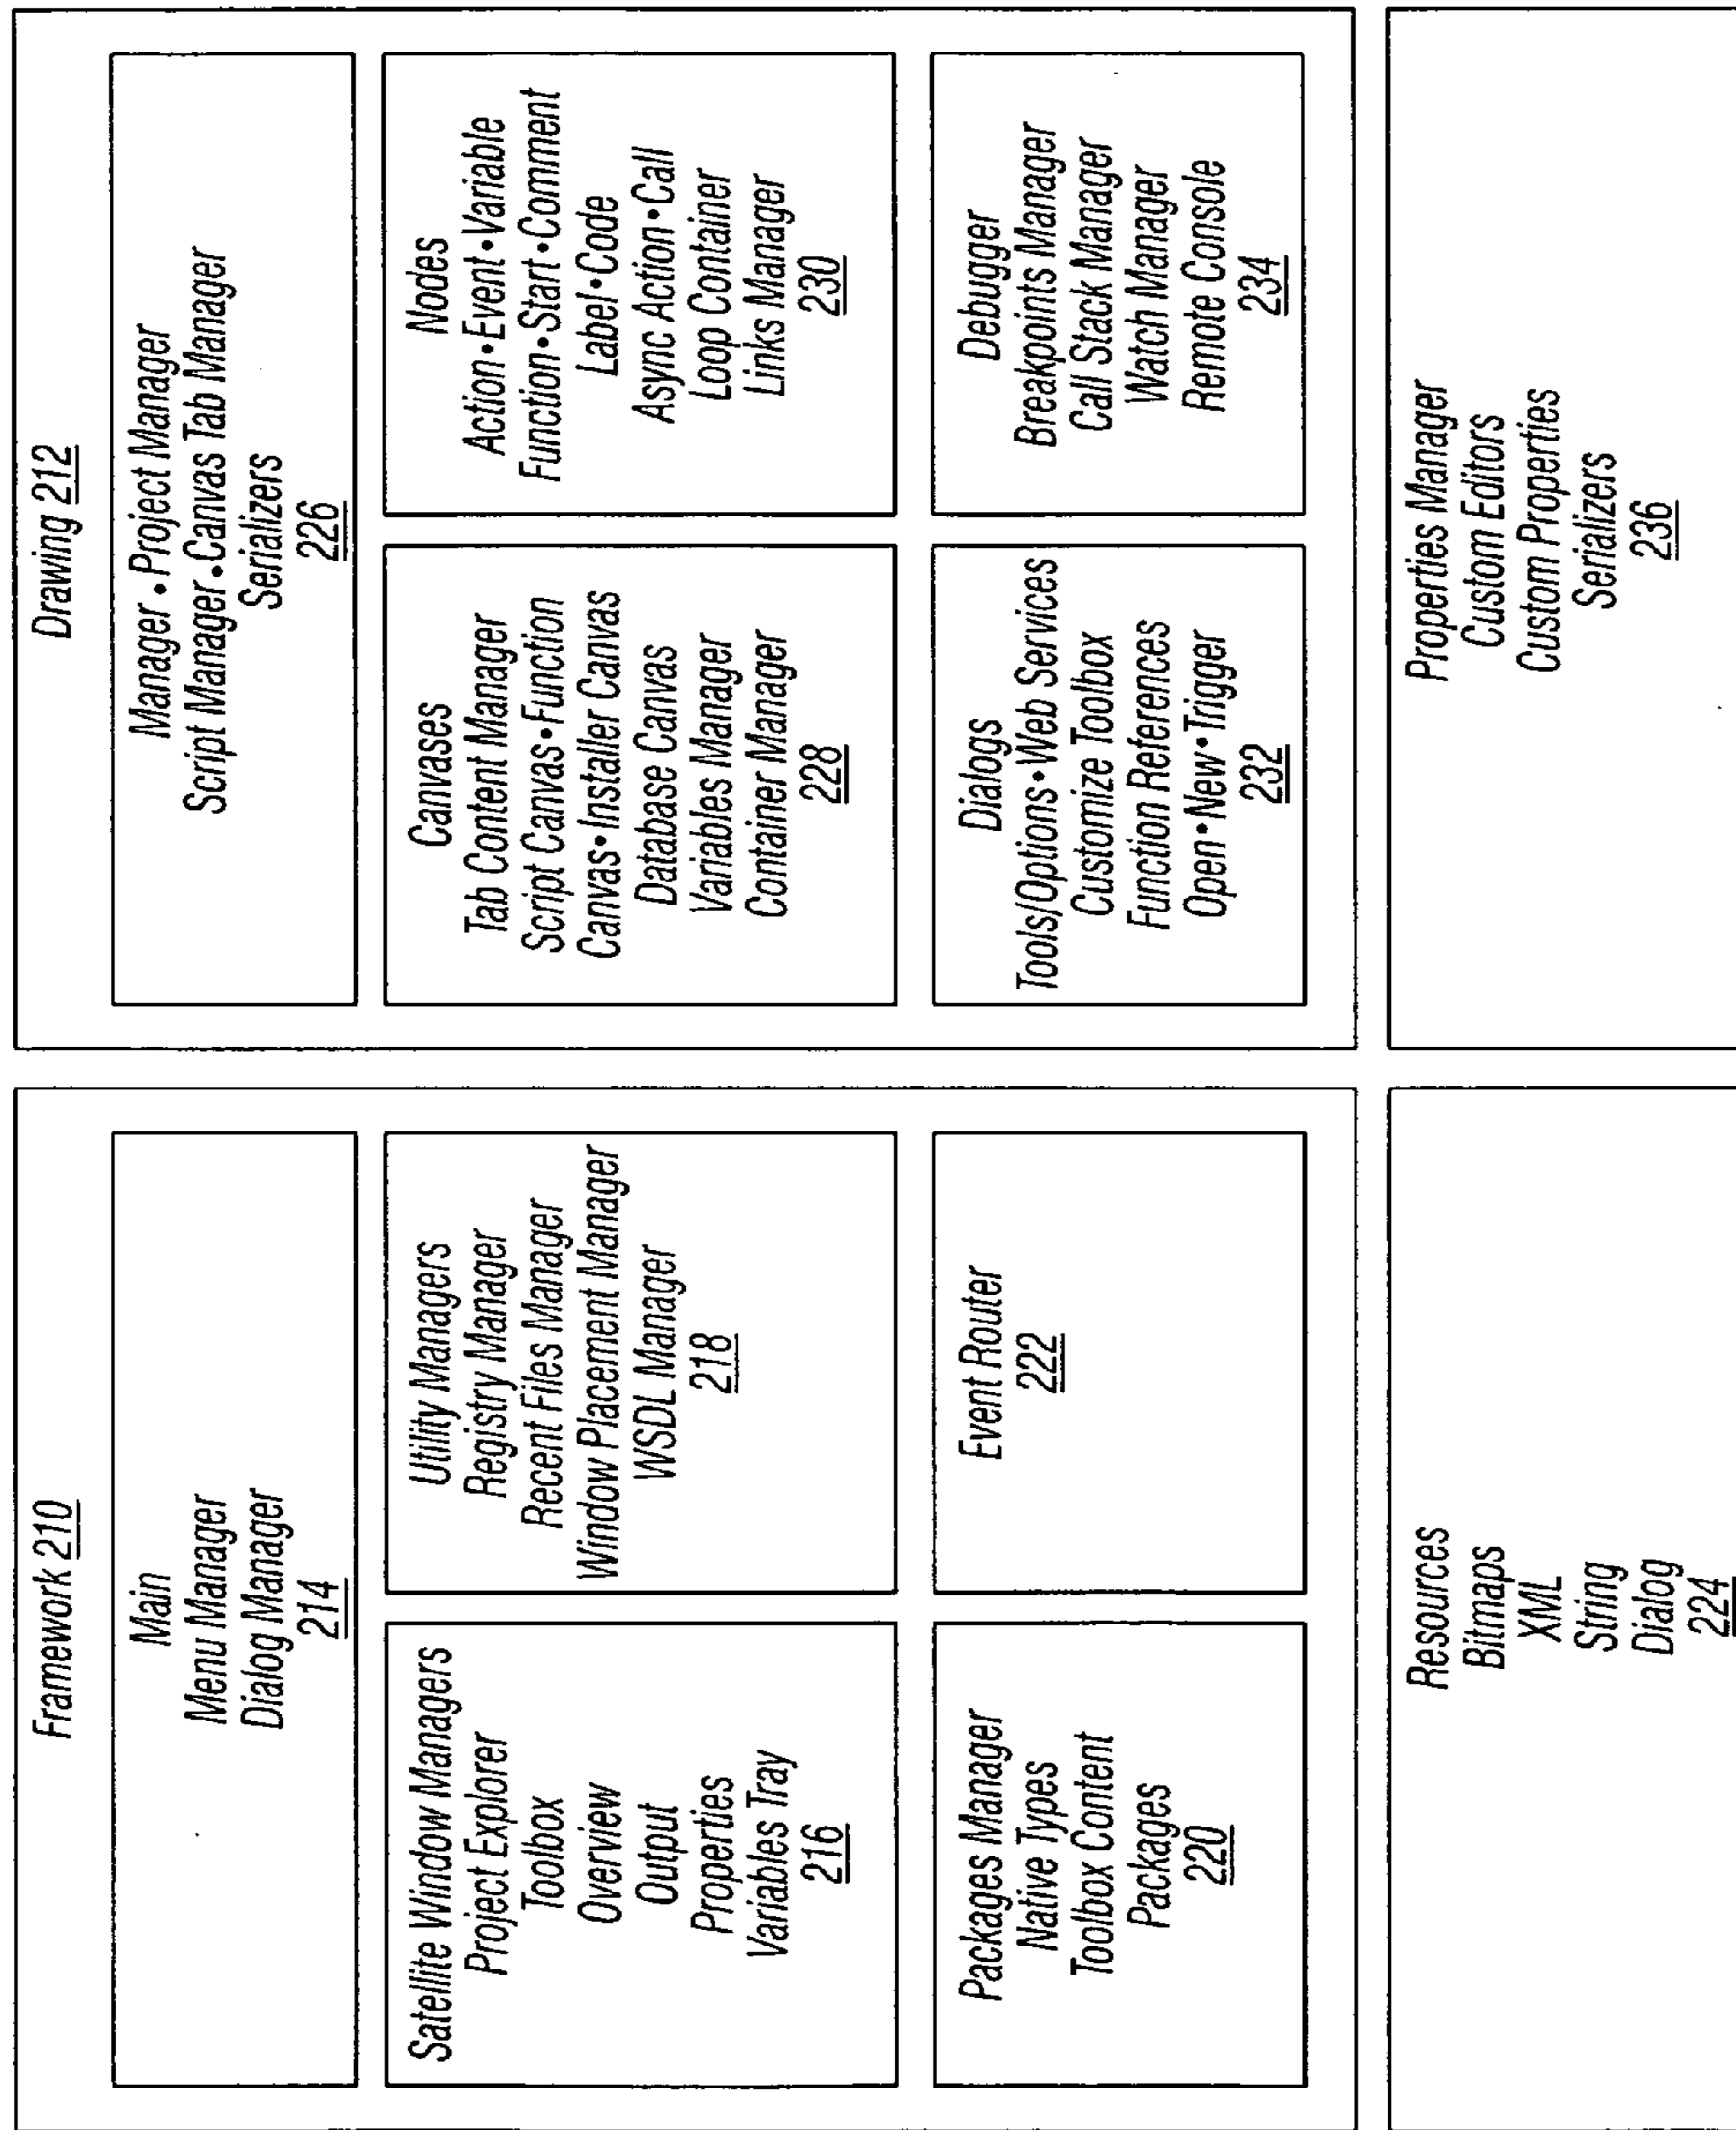 Framework 210
Main
Menu Manager
Dialog Manager
214
Satellite Window Managers
Project Explorer
Toolbox
Overview
Output
Properties
Variables Tray
216
Utility Managers
Registry Manager
Recent Files Manager
Window Placement Manager
WSDL Manager
218
Packages Manager
Native Types
Toolbox Content
Packages
220
Event Router
222
Resources
Bitmaps
XML
String
Dialog
224
Drawing 212
Manager•Project Manager
Script Manager•Canvas Tab Manager
Serializers
226
Canvases
Tab Content Manager
Script Canvas•Function
Canvas•Installer Canvas
Database Canvas
Variables Manager
Container Manager
228
Nodes
Action•Event•Variable
Function•Start•Comment
Label•Code
Async Action•Call
Loop Container
Links Manager
230
Dialogs
Tools/Options•Web Services
Customize Toolbox
Function References
Open•New•Trigger
232
Debugger
Breakpoints Manager
Call Stack Manager
Watch Manager
Remote Console
234
Properties Manager
Custom Editors
Custom Properties
Serializers
236